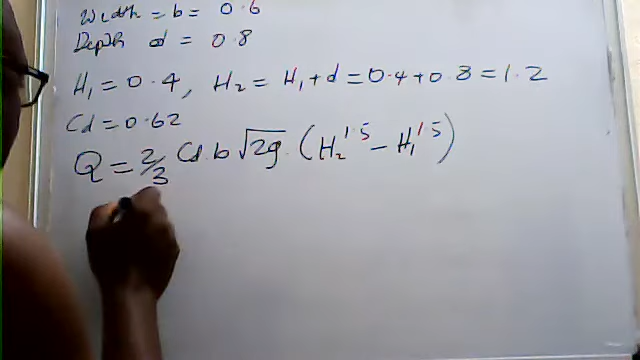 Width = b = 0.6
Depth d = 0.8
H₁ = 0.4, H₂ = H₁ + d = 0.4 + 0.8 = 1.2
Cd = 0.62
Q = 2/3 Cd b √2g (H₂^1.5 − H₁^1.5)